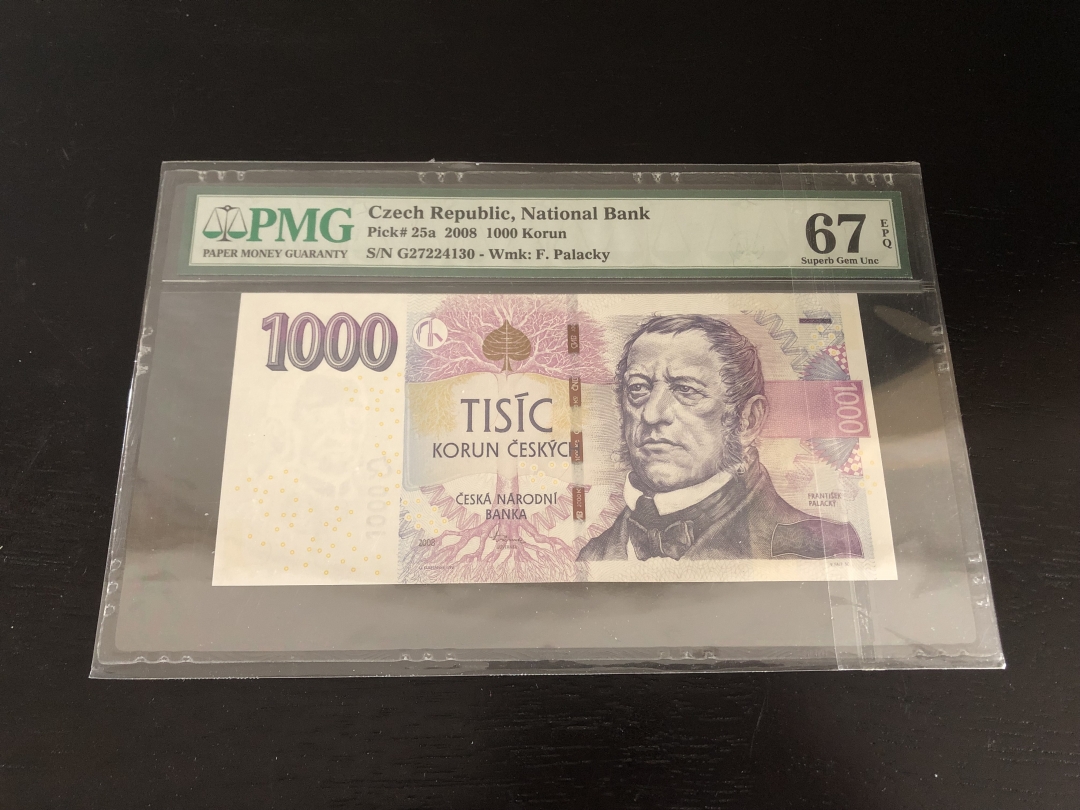 PMG
PAPER MONEY GUARANTY
Czech Republic, National Bank
Pick# 25a 2008 1000 Korun
S/N G27224130 - Wmk: F. Palacky
67
EPQ
Superb Gem Unc
1000
TISÍC
KORUN ČESKÝC
ČESKÁ NÁRODNÍ
BANKA
2008
1000
FRANTIŠEK
PALACKÝ